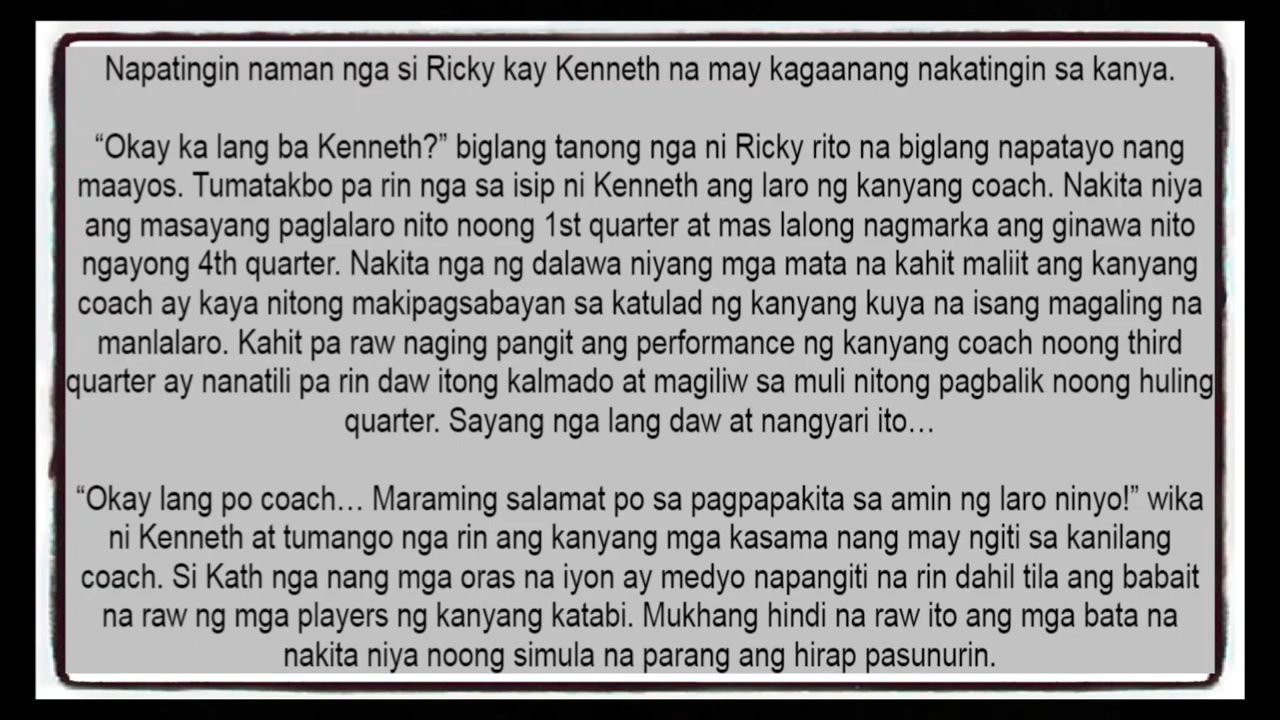 Napatingin naman nga si Ricky kay Kenneth na may kagaanang nakatingin sa kanya.
“Okay ka lang ba Kenneth?” biglang tanong nga ni Ricky rito na biglang napatayo nang
maayos. Tumatakbo pa rin nga sa isip ni Kenneth ang laro ng kanyang coach. Nakita niya
ang masayang paglalaro nito noong 1st quarter at mas lalong nagmarka ang ginawa nito
ngayong 4th quarter. Nakita nga ng dalawa niyang mga mata na kahit maliit ang kanyang
coach ay kaya nitong makipagsabayan sa katulad ng kanyang kuya na isang magaling na
manlalaro. Kahit pa raw naging pangit ang performance ng kanyang coach noong third
quarter ay nanatili pa rin daw itong kalmado at magiliw sa muli nitong pagbalik noong huling
quarter. Sayang nga lang daw at nangyari ito…
“Okay lang po coach… Maraming salamat po sa pagpapakita sa amin ng laro ninyo!” wika
ni Kenneth at tumango nga rin ang kanyang mga kasama nang may ngiti sa kanilang
coach. Si Kath nga nang mga oras na iyon ay medyo napangiti na rin dahil tila ang babait
na raw ng mga players ng kanyang katabi. Mukhang hindi na raw ito ang mga bata na
nakita niya noong simula na parang ang hirap pasunurin.